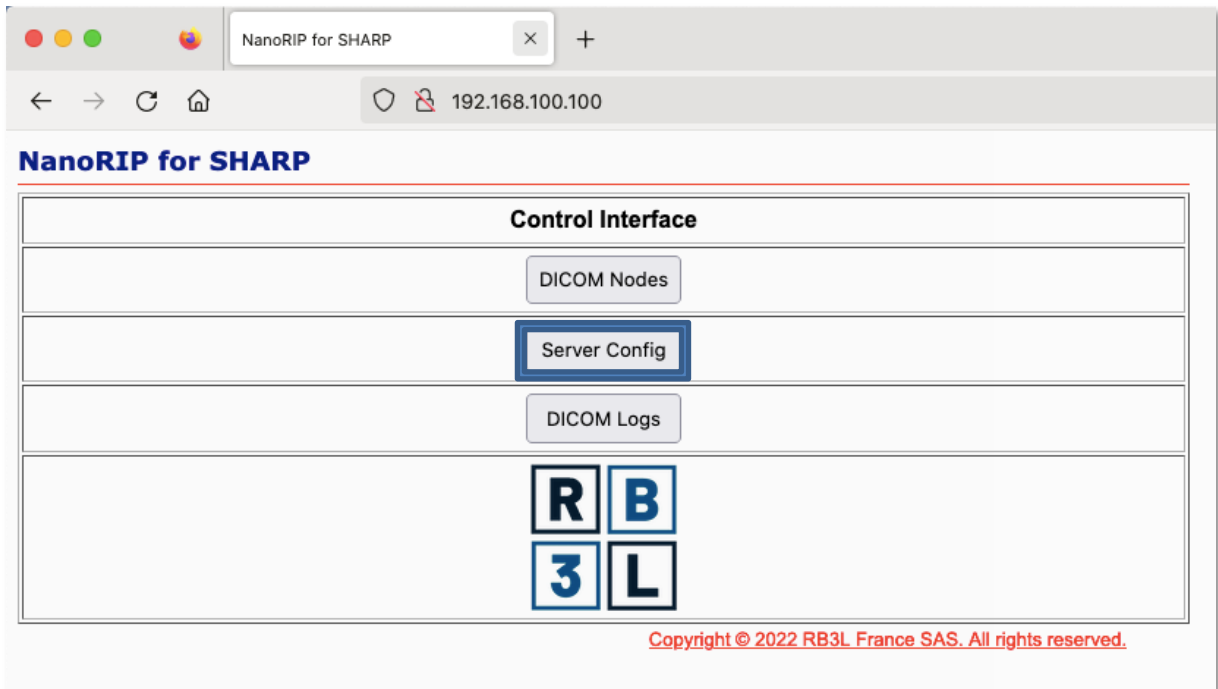 NanoRIP for SHARP
192.168.100.100
NanoRIP for SHARP
Control Interface
DICOM Nodes
Server Config
DICOM Logs
R B
3 L
Copyright © 2022 RB3L France SAS. All rights reserved.